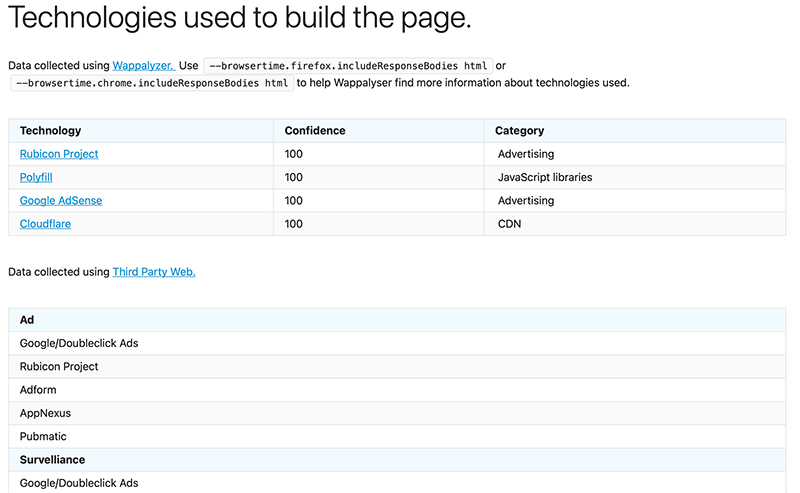 Technologies used to build the page.
Data collected using Wappalyzer. Use --browsertime.firefox.includeResponseBodies html or
--browsertime.chrome.includeResponseBodies html to help Wappalyser find more information about technologies used.
Technology Confidence Category
Rubicon Project 100 Advertising
Polyfill 100 JavaScript libraries
Google AdSense 100 Advertising
Cloudflare 100 CDN
Data collected using Third Party Web.
Ad
Google/Doubleclick Ads
Rubicon Project
Adform
AppNexus
Pubmatic
Survelliance
Google/Doubleclick Ads